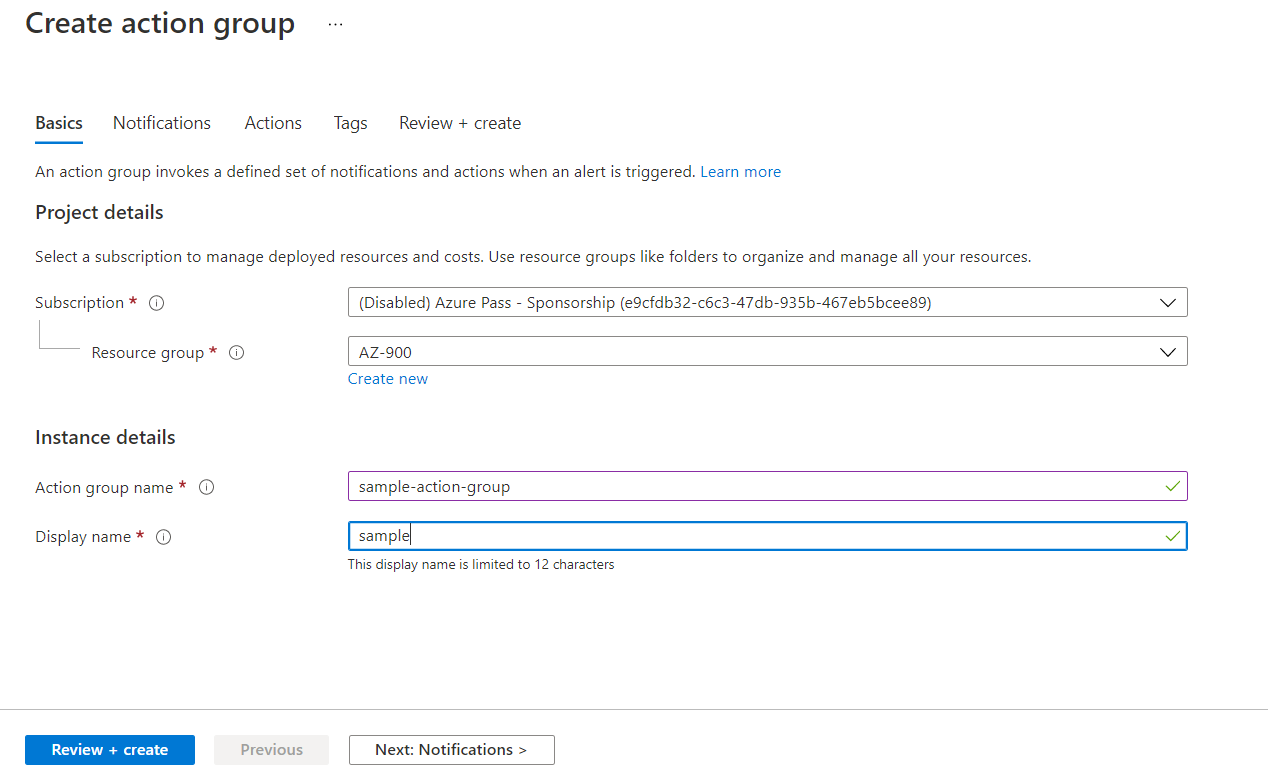 Create action group ...
Basics Notifications Actions Tags Review + create
An action group invokes a defined set of notifications and actions when an alert is triggered. Learn more
Project details
Select a subscription to manage deployed resources and costs. Use resource groups like folders to organize and manage all your resources.
Subscription * (Disabled) Azure Pass - Sponsorship (e9cfdb32-c6c3-47db-935b-467eb5bcee89)
Resource group * AZ-900
Create new
Instance details
Action group name * sample-action-group
Display name * sample
This display name is limited to 12 characters
Review + create Previous Next: Notifications >